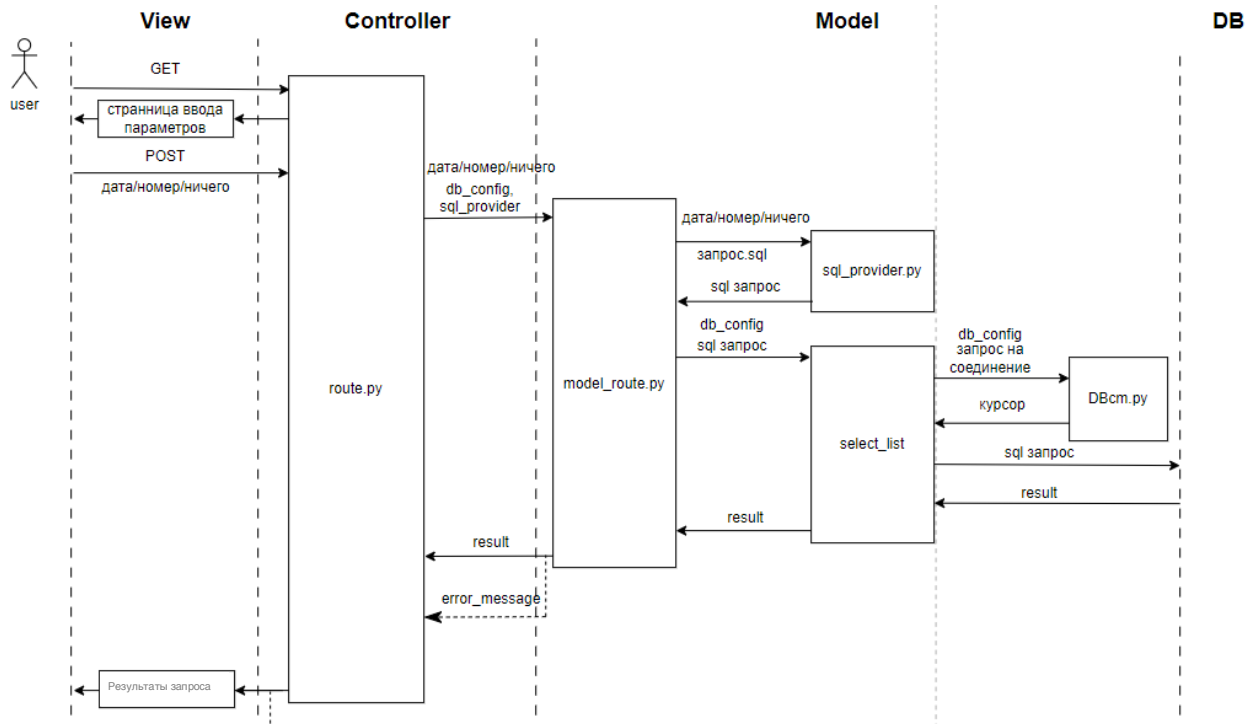 View
Controller
Model
DB
user
GET
странница ввода
параметров
POST
дата/номер/ничего
дата/номер/ничего
db_config,
sql_provider
дата/номер/ничего
запрос.sql
sql_provider.py
sql запрос
db_config
sql запрос
db_config
запрос на
соединение
DBcm.py
курсор
route.py
model_route.py
select_list
sql запрос
result
result
result
error_message
Результаты запроса